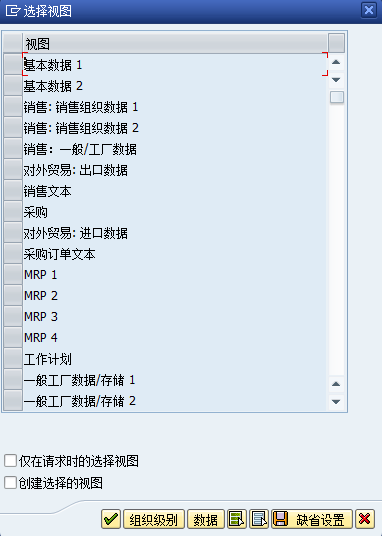 选择视图
视图
基本数据 1
基本数据 2
销售: 销售组织数据 1
销售: 销售组织数据 2
销售：一般/工厂数据
对外贸易: 出口数据
销售文本
采购
对外贸易: 进口数据
采购订单文本
MRP 1
MRP 2
MRP 3
MRP 4
工作计划
一般工厂数据/存储 1
一般工厂数据/存储 2
仅在请求时的选择视图
创建选择的视图
组织级别 数据 缺省设置